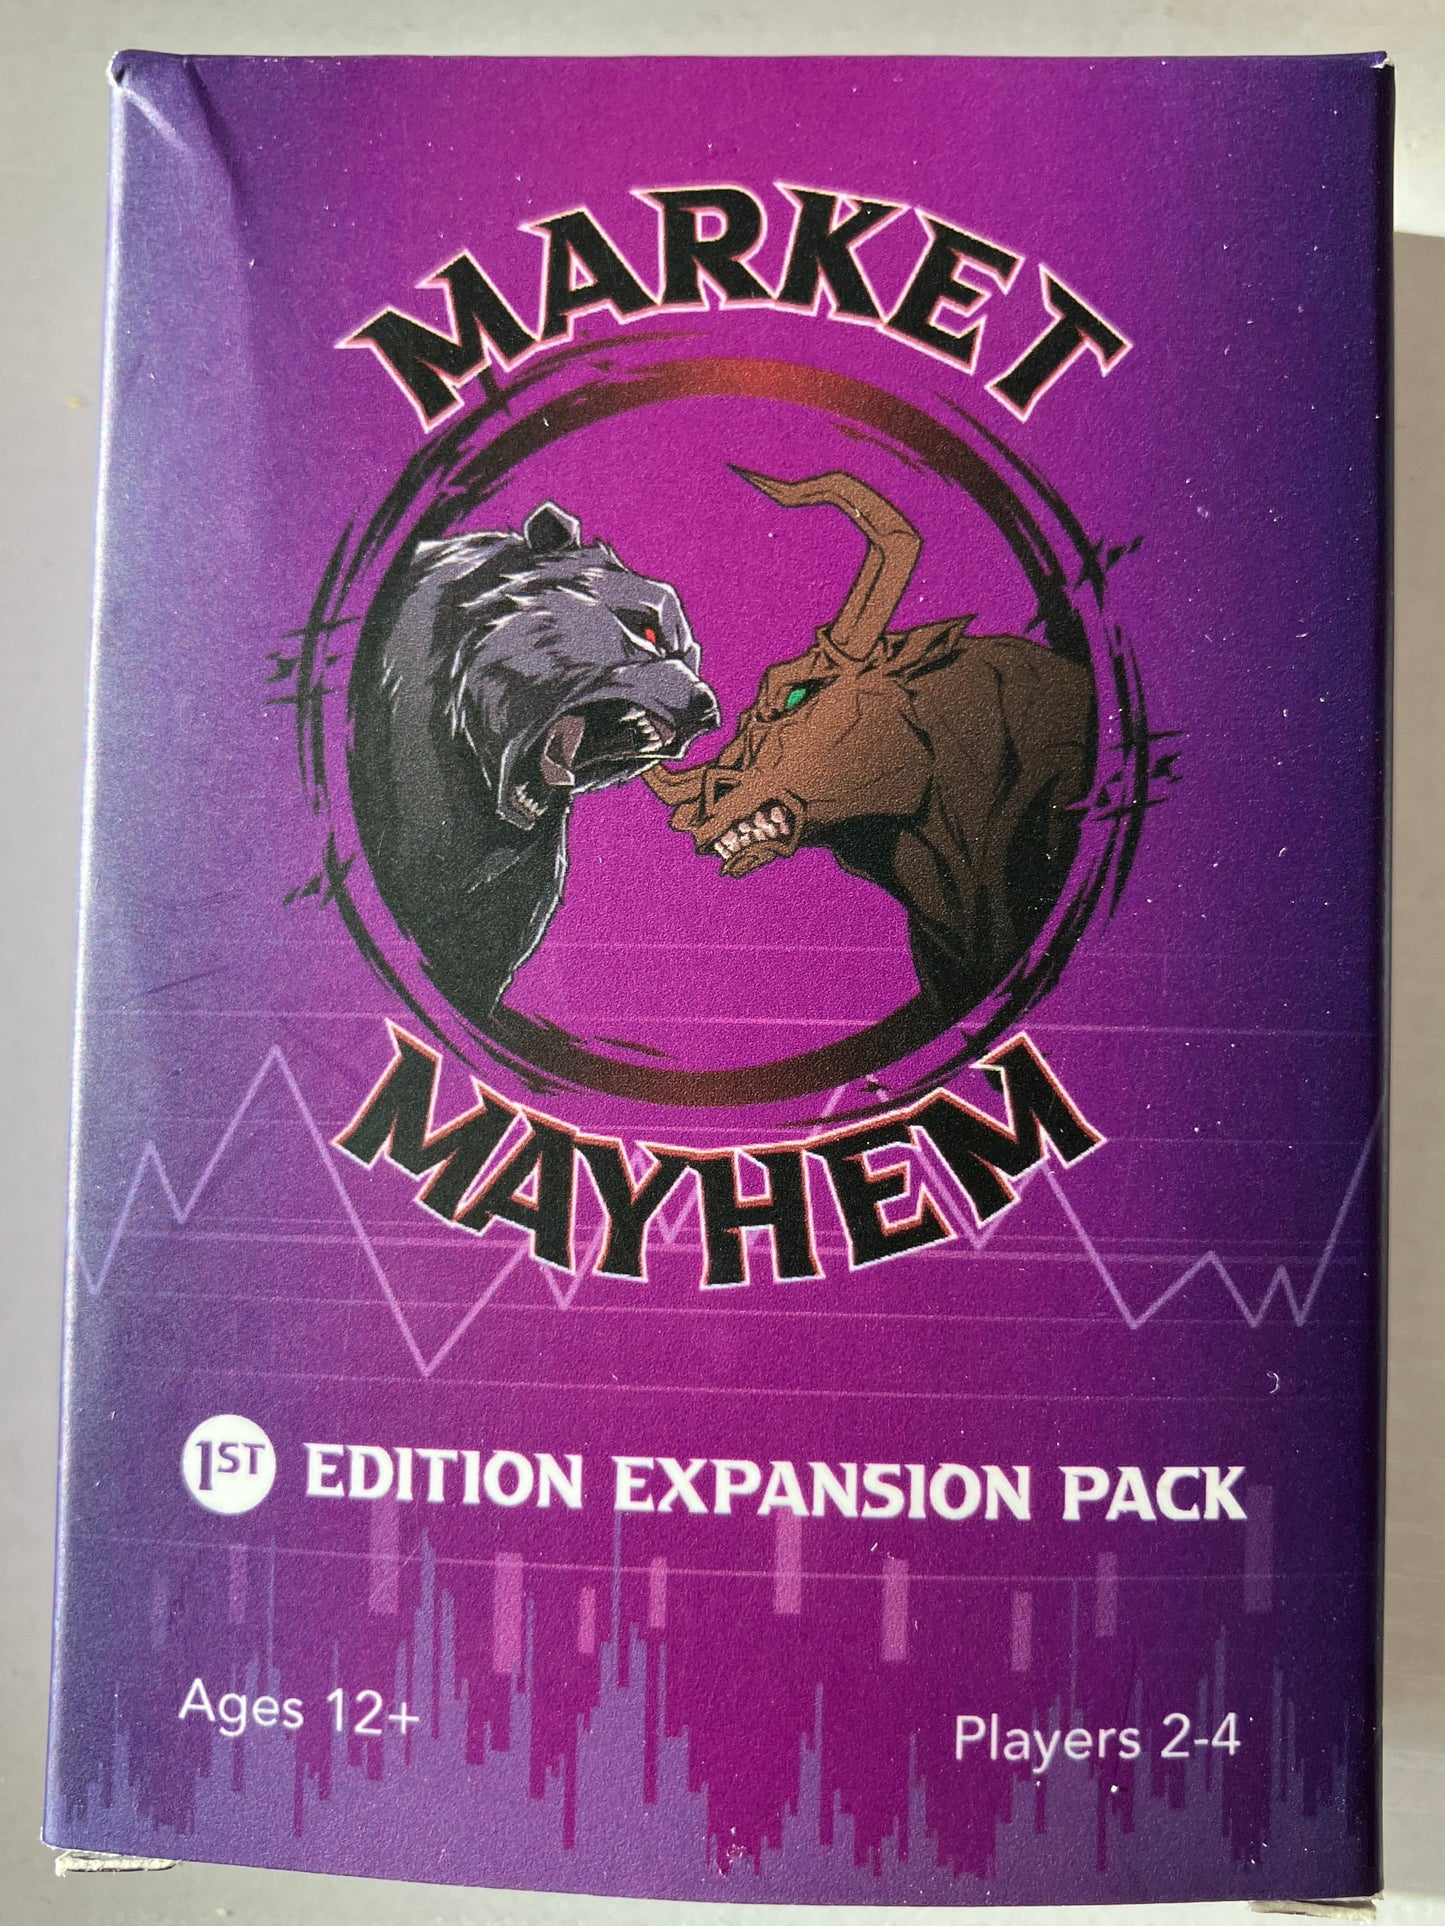 MARKET
MAYHEM
1ST EDITION EXPANSION PACK
Ages 12+
Players 2-4